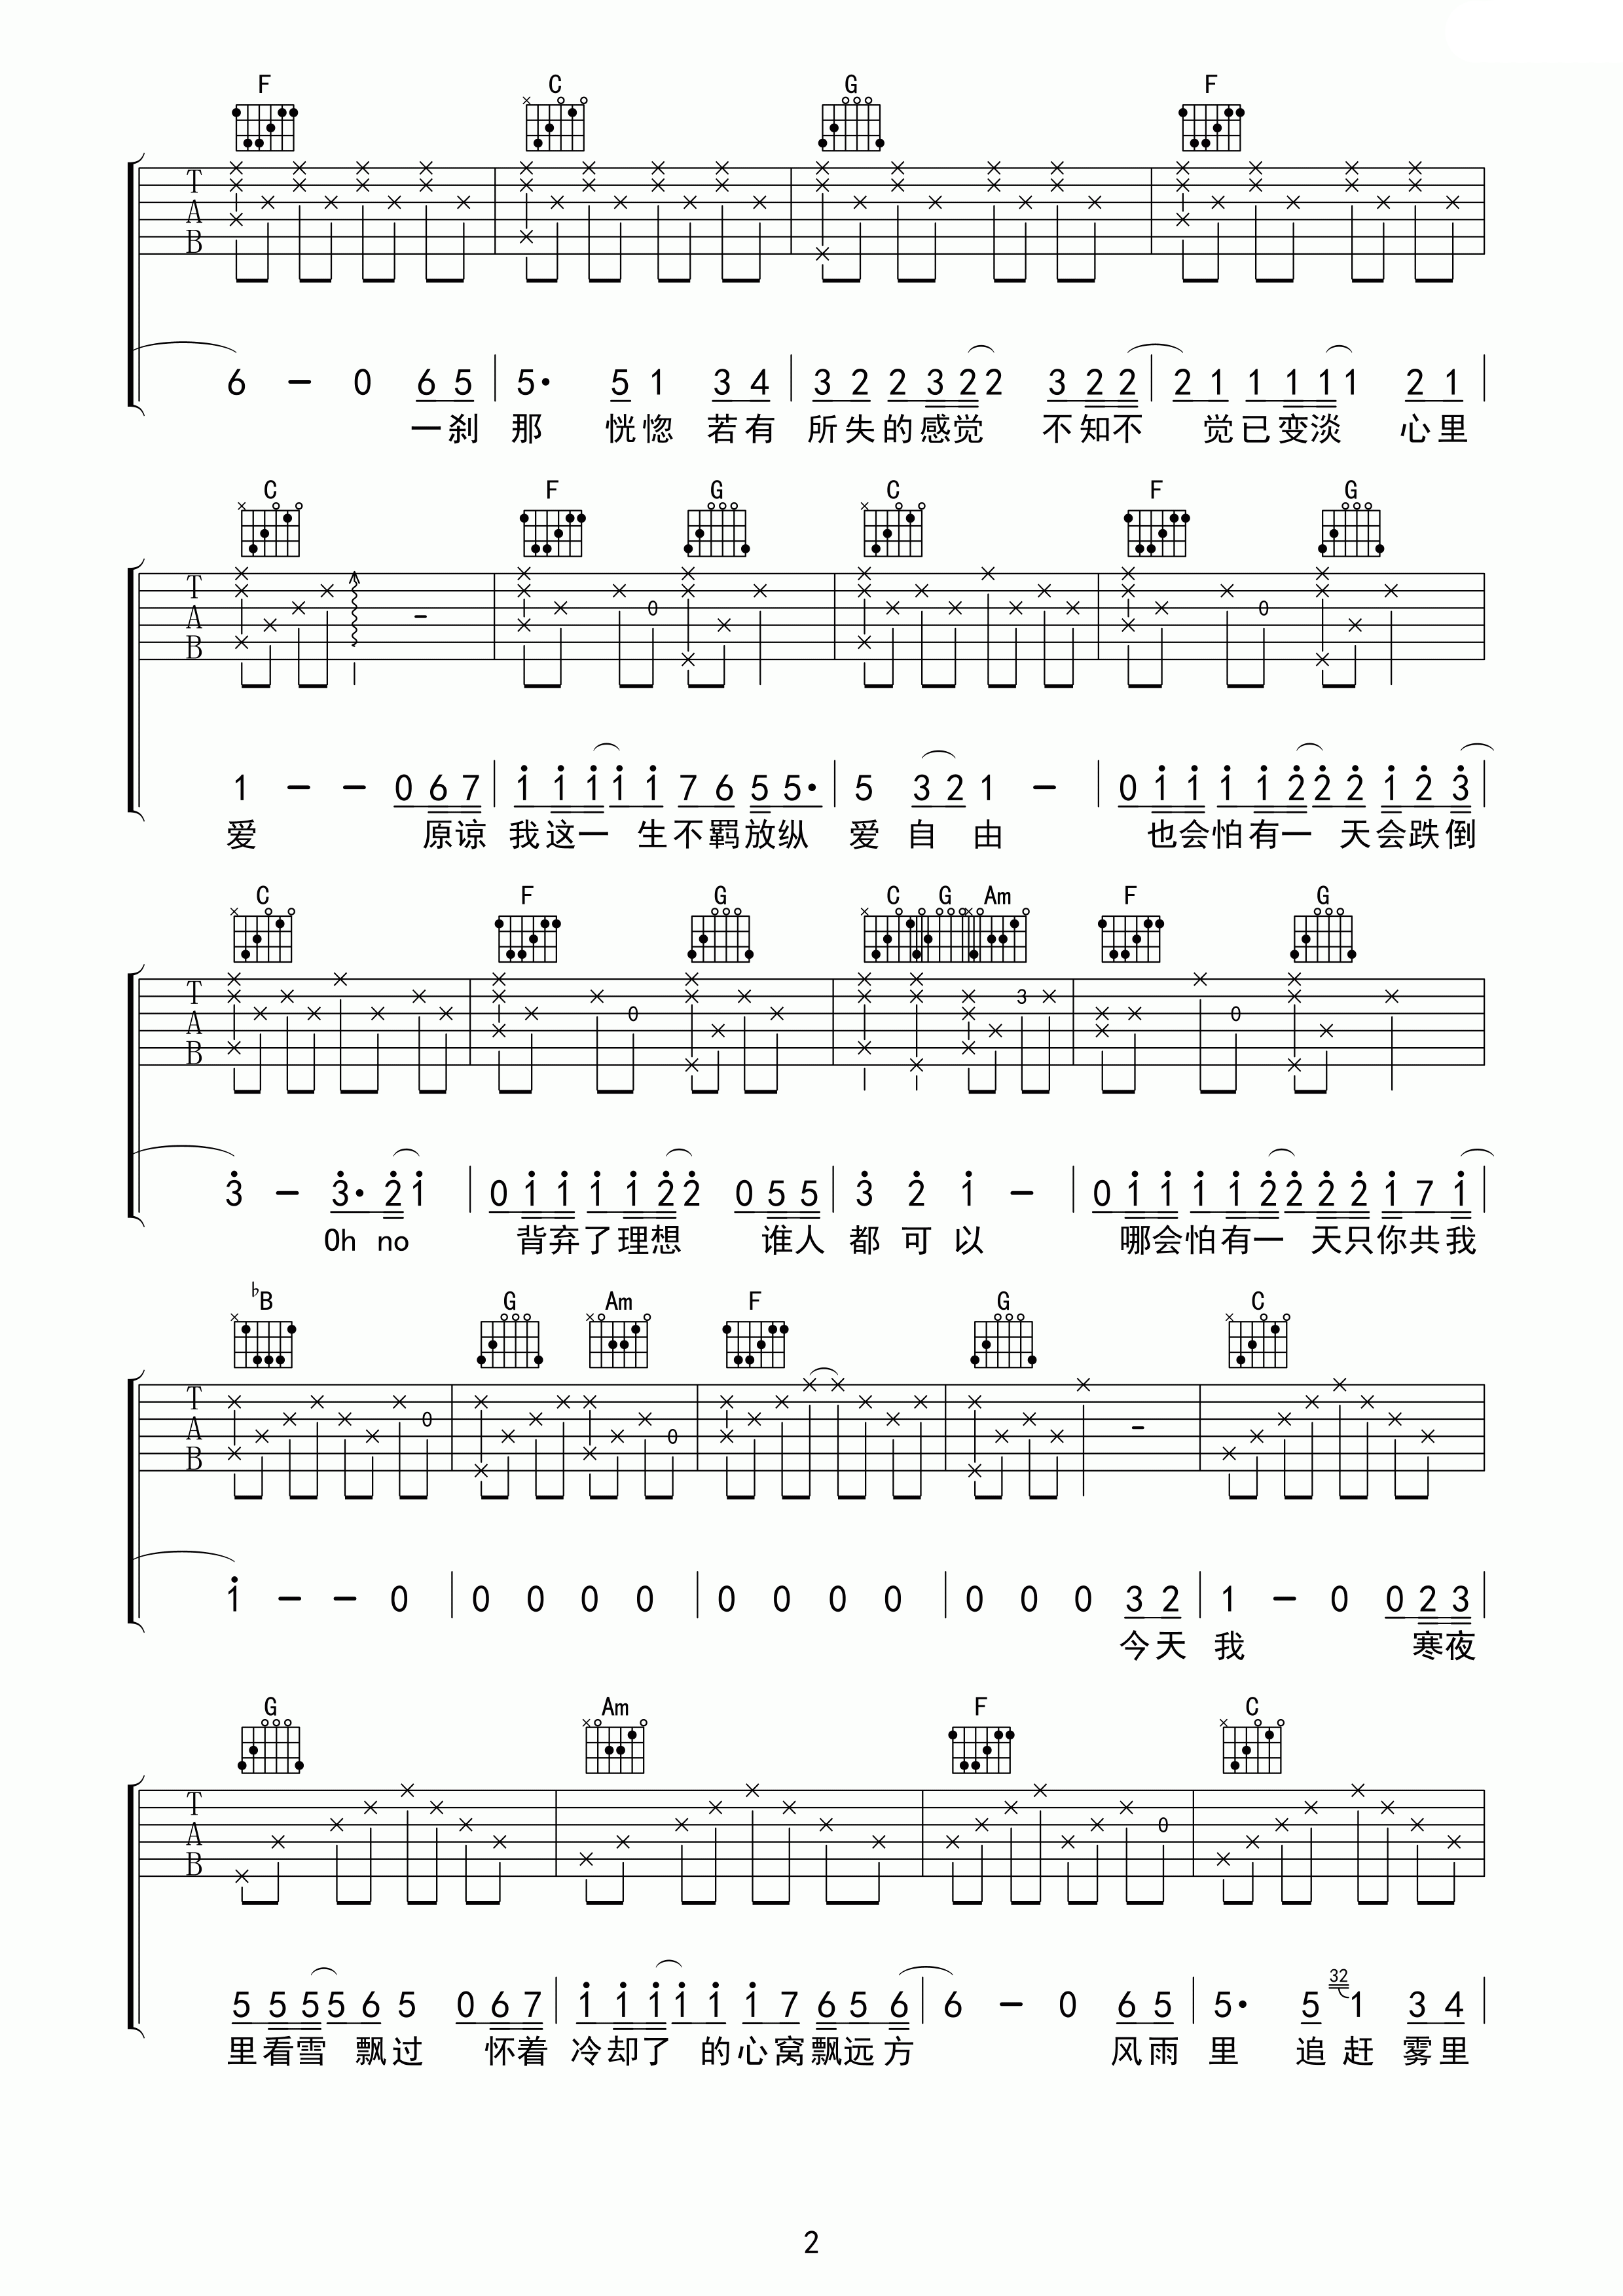 F C G F
T A B
6 – 0 6 5 | 5· 5 1 3 4 | 3 2 2 3 2 2 3 2 2 | 2 1 1 1 1 1 2 1 |
一刹 那 恍惚 若有 所失的感觉 不知不 觉已变淡 心里
C F G C F G
T A B 0 0
1 – – 0 6 7 | 1 1 1 1 1 7 6 5 5· | 5 3 2 1 – | 0 1 1 1 1 2 2 2 1 2 3 |
爱 原谅 我这一 生不羁放纵 爱 自 由 也会怕有一 天会跌倒
C F G C G Am F G
T A B 0 3 0
3 – 3· 2 1 | 0 1 1 1 1 2 2 0 5 5 | 3 2 1 – | 0 1 1 1 1 2 2 2 2 1 7 1 |
Oh no 背弃了理想 谁人 都 可 以 哪会怕有一 天只你共我
♭B G Am F G C
T A B 0 0
1 – – 0 | 0 0 0 0 | 0 0 0 0 | 0 0 0 3 2 | 1 – 0 0 2 3 |
今天 我 寒夜
G Am F C
T A B 0
5 5 5 5 6 5 0 6 7 | 1 1 1 1 1 1 7 6 5 6 | 6 – 0 6 5 | 5· 5 32 1 3 4 |
里看雪 飘过 怀着 冷却了 的心窝飘远方 风雨 里 追 赶 雾里
2